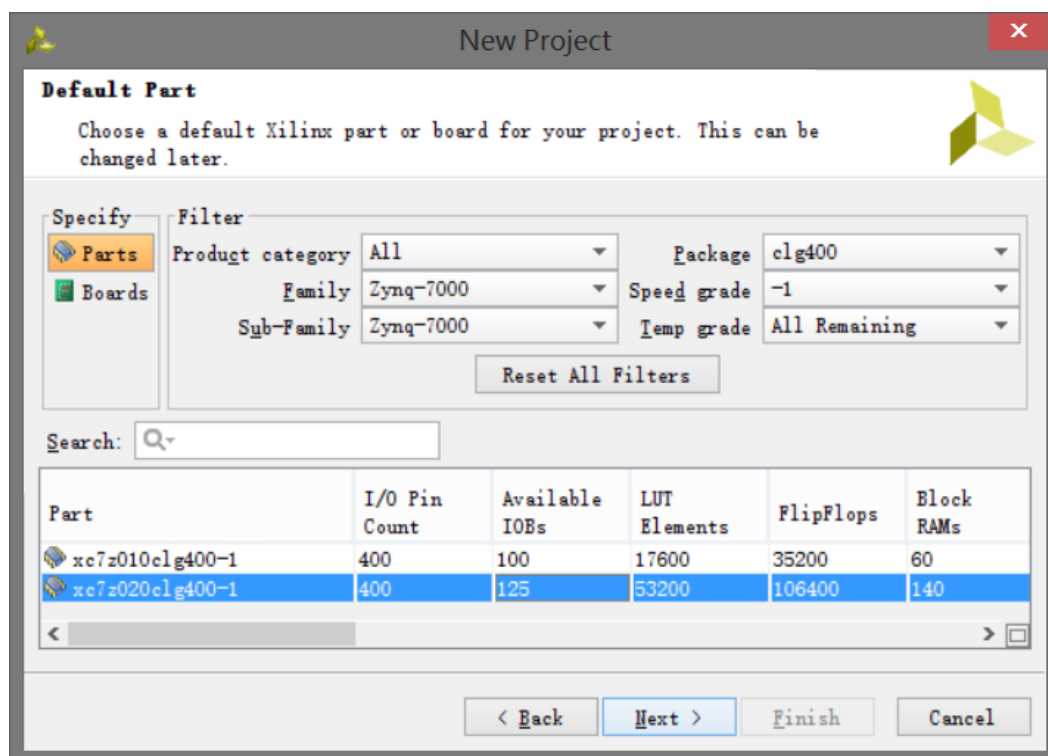 New Project
Default Part
Choose a default Xilinx part or board for your project. This can be
changed later.
Specify
Filter
Parts
Boards
Product category All
Package clg400
Family Zynq-7000
Speed grade -1
Sub-Family Zynq-7000
Temp grade All Remaining
Reset All Filters
Search:
Part I/O Pin Count Available IOBs LUT Elements FlipFlops Block RAMs
xc7z010clg400-1 400 100 17600 35200 60
xc7z020clg400-1 400 125 53200 106400 140
< Back Next > Finish Cancel